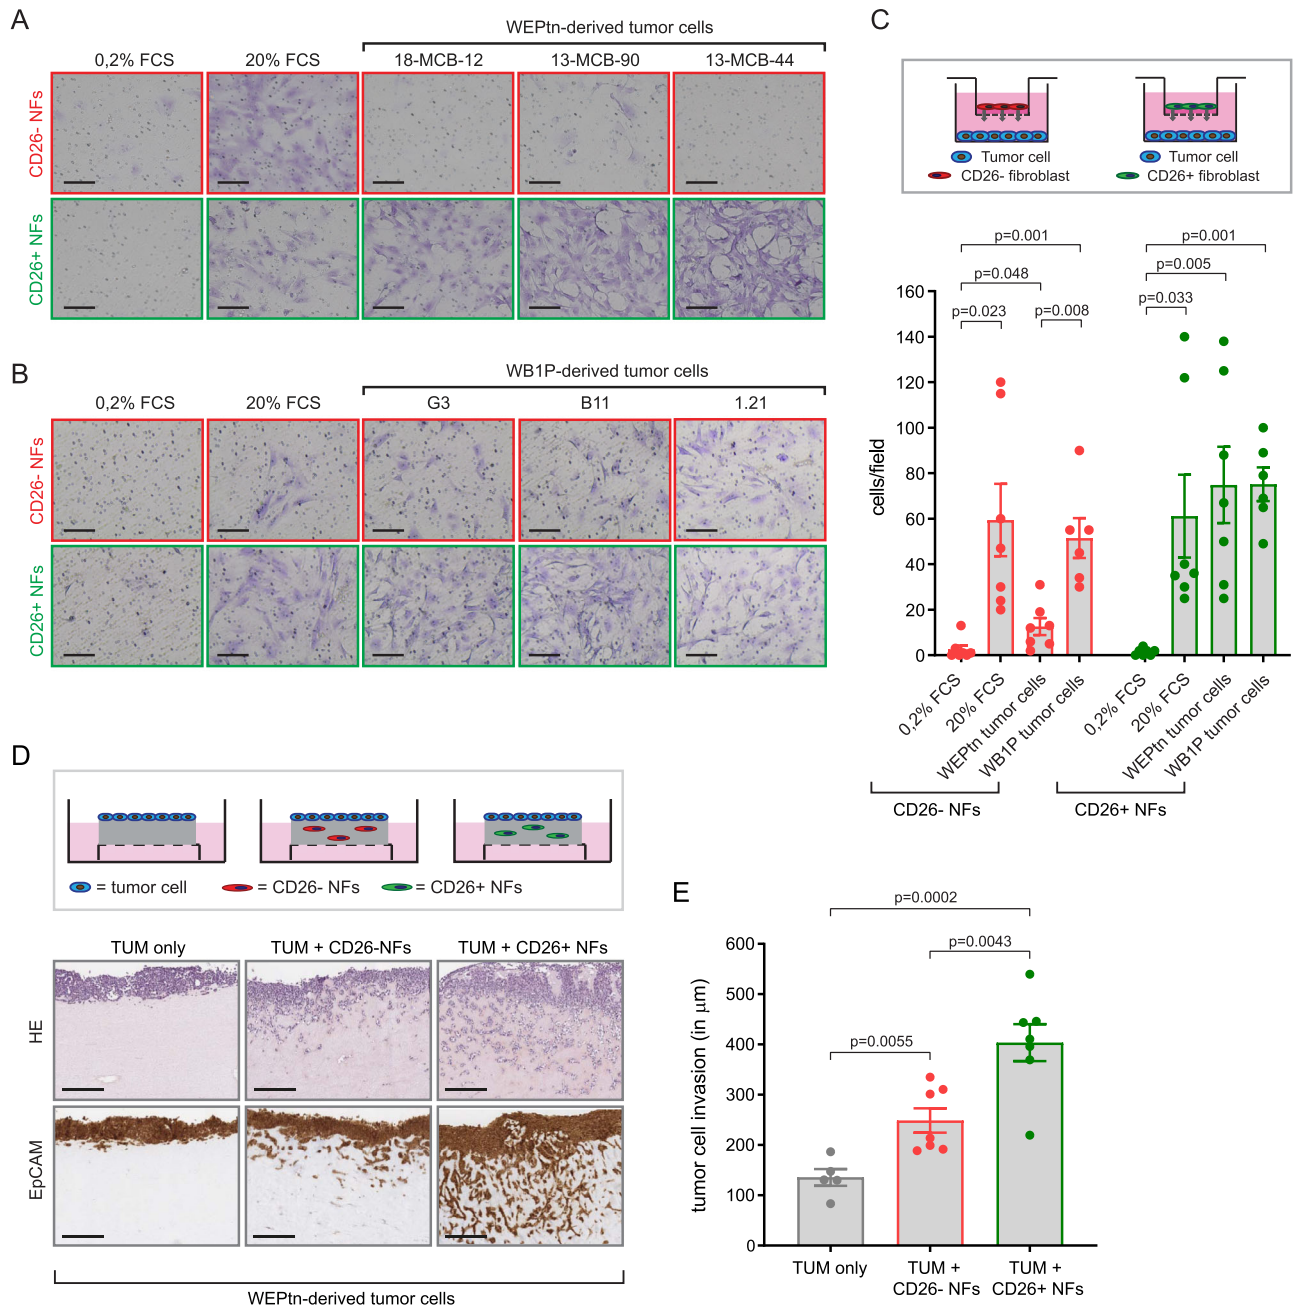 A
WEPtn-derived tumor cells
0,2% FCS 20% FCS 18-MCB-12 13-MCB-90 13-MCB-44
CD26- NFs
CD26+ NFs
B
WB1P-derived tumor cells
0,2% FCS 20% FCS G3 B11 1.21
CD26- NFs
CD26+ NFs
C
Tumor cell Tumor cell
CD26- fibroblast CD26+ fibroblast
p=0.001 p=0.001
p=0.048 p=0.005
p=0.023 p=0.008 p=0.033
cells/field
160
140
120
100
80
60
40
20
0
0,2% FCS
20% FCS
WEPtn tumor cells
WB1P tumor cells
0,2% FCS
20% FCS
WEPtn tumor cells
WB1P tumor cells
CD26- NFs CD26+ NFs
D
= tumor cell = CD26- NFs = CD26+ NFs
TUM only TUM + CD26-NFs TUM + CD26+ NFs
HE
EpCAM
WEPtn-derived tumor cells
E
p=0.0002
p=0.0043
p=0.0055
tumor cell invasion (in μm)
600
500
400
300
200
100
0
TUM only TUM + TUM +
CD26- NFs CD26+ NFs